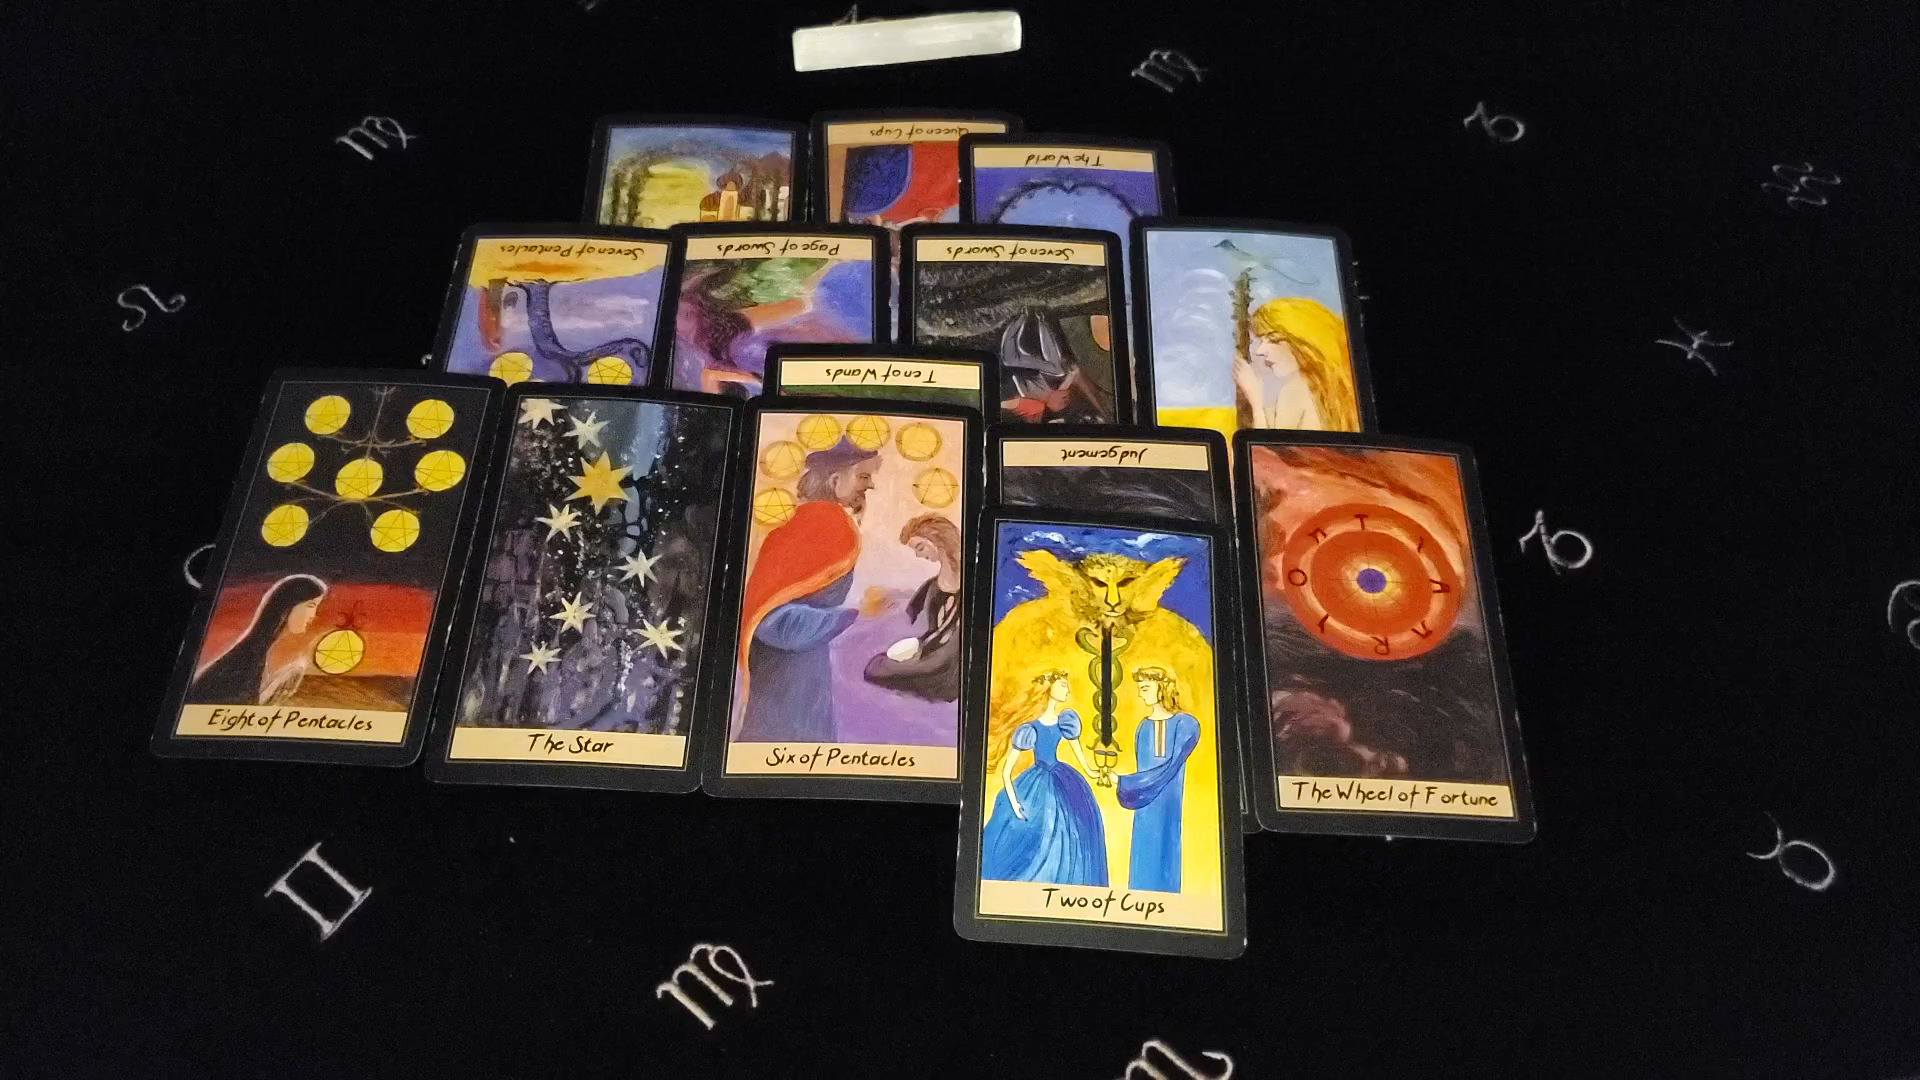 Queen of Cups
The World
Seven of Pentacles
Page of Swords
Seven of Swords
Ten of Wands
Judgement
Eight of Pentacles
The Star
Six of Pentacles
Two of Cups
The Wheel of Fortune